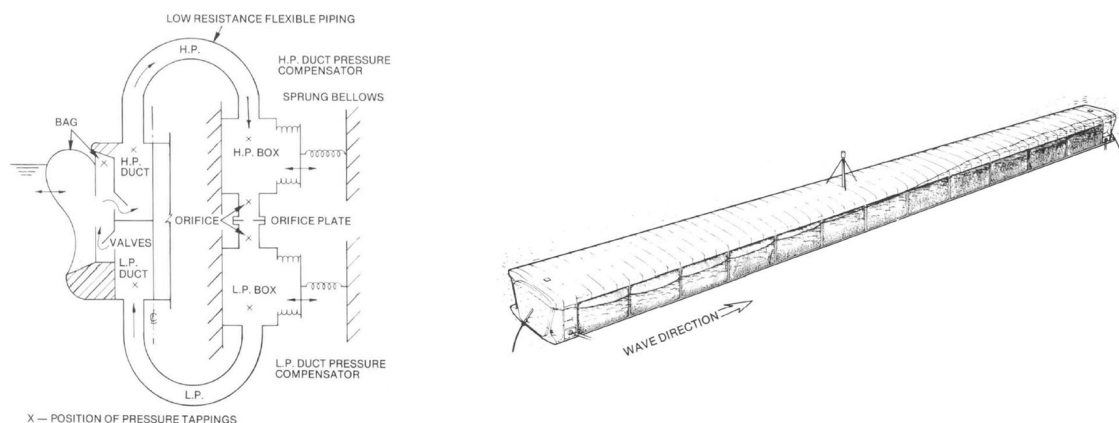 LOW RESISTANCE FLEXIBLE PIPING
H.P.
H.P. DUCT PRESSURE
COMPENSATOR
SPRUNG BELLOWS
BAG
H.P.
DUCT
H.P. BOX
ORIFICE
ORIFICE PLATE
VALVES
L.P.
DUCT
L.P. BOX
℄
L.P. DUCT PRESSURE
COMPENSATOR
L.P.
X — POSITION OF PRESSURE TAPPINGS
WAVE DIRECTION